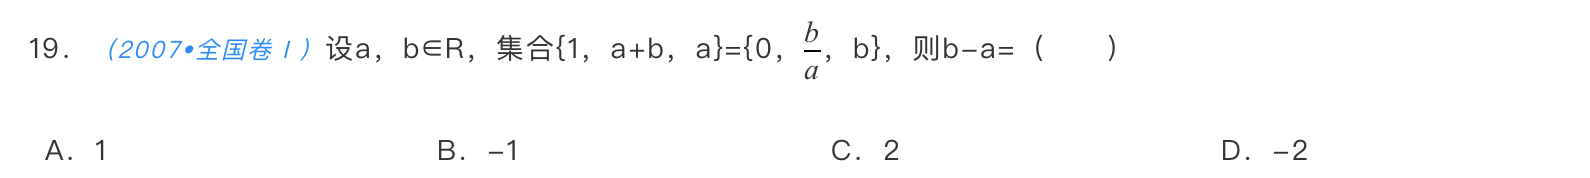 19. （2007•全国卷Ⅰ）设a，b∈R，集合{1，a+b，a}={0，b/a，b}，则b−a=（　　）
A. 1　B. −1　C. 2　D. −2